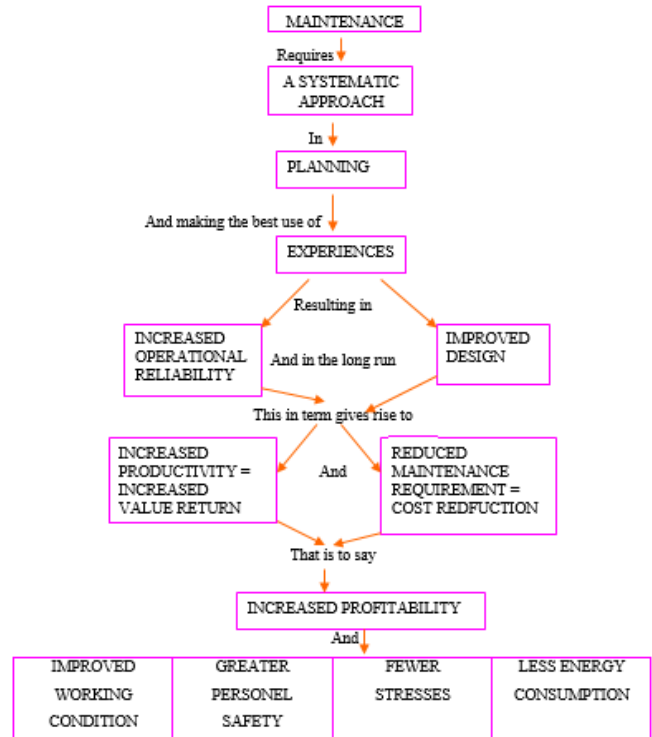 MAINTENANCE
Requires
A SYSTEMATIC
APPROACH
In
PLANNING
And making the best use of
EXPERIENCES
Resulting in
INCREASED
OPERATIONAL
RELIABILITY
And in the long run
IMPROVED
DESIGN
This in term gives rise to
INCREASED
PRODUCTIVITY =
INCREASED
VALUE RETURN
And
REDUCED
MAINTENANCE
REQUIREMENT =
COST REDFUCTION
That is to say
INCREASED PROFITABILITY
And
IMPROVED
WORKING
CONDITION
GREATER
PERSONEL
SAFETY
FEWER
STRESSES
LESS ENERGY
CONSUMPTION